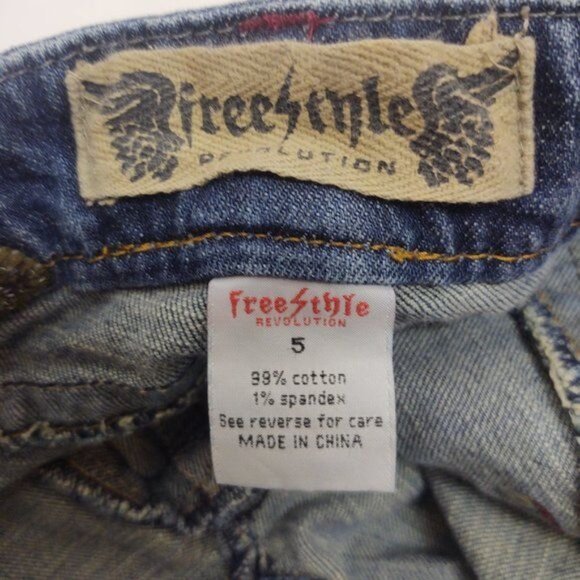 freestyle
REVOLUTION
freestyle
REVOLUTION
5
99% cotton
1% spandex
See reverse for care
MADE IN CHINA